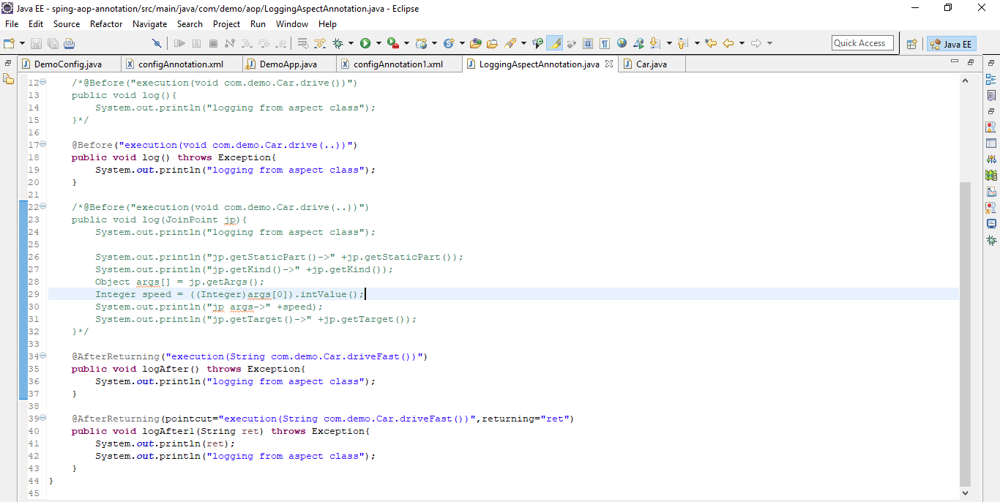 Java EE - sping-aop-annotation/src/main/java/com/demo/aop/LoggingAspectAnnotation.java - Eclipse
File Edit Source Refactor Navigate Search Project Run Window Help
Quick Access Java EE
DemoConfig.java configAnnotation.xml DemoApp.java configAnnotation1.xml LoggingAspectAnnotation.java Car.java
12 /*@Before("execution(void com.demo.Car.drive())")
13 public void log(){
14 System.out.println("logging from aspect class");
15 }*/
16
17 @Before("execution(void com.demo.Car.drive(..))")
18 public void log() throws Exception{
19 System.out.println("logging from aspect class");
20 }
21
22 /*@Before("execution(void com.demo.Car.drive(..))")
23 public void log(JoinPoint jp){
24 System.out.println("logging from aspect class");
25
26 System.out.println("jp.getStaticPart()->" +jp.getStaticPart());
27 System.out.println("jp.getKind()->" +jp.getKind());
28 Object args[] = jp.getArgs();
29 Integer speed = ((Integer)args[0]).intValue();
30 System.out.println("jp args->" +speed);
31 System.out.println("jp.getTarget()->" +jp.getTarget());
32 }*/
33
34 @AfterReturning("execution(String com.demo.Car.driveFast())")
35 public void logAfter() throws Exception{
36 System.out.println("logging from aspect class");
37 }
38
39 @AfterReturning(pointcut="execution(String com.demo.Car.driveFast())",returning="ret")
40 public void logAfter1(String ret) throws Exception{
41 System.out.println(ret);
42 System.out.println("logging from aspect class");
43 }
44 }
45